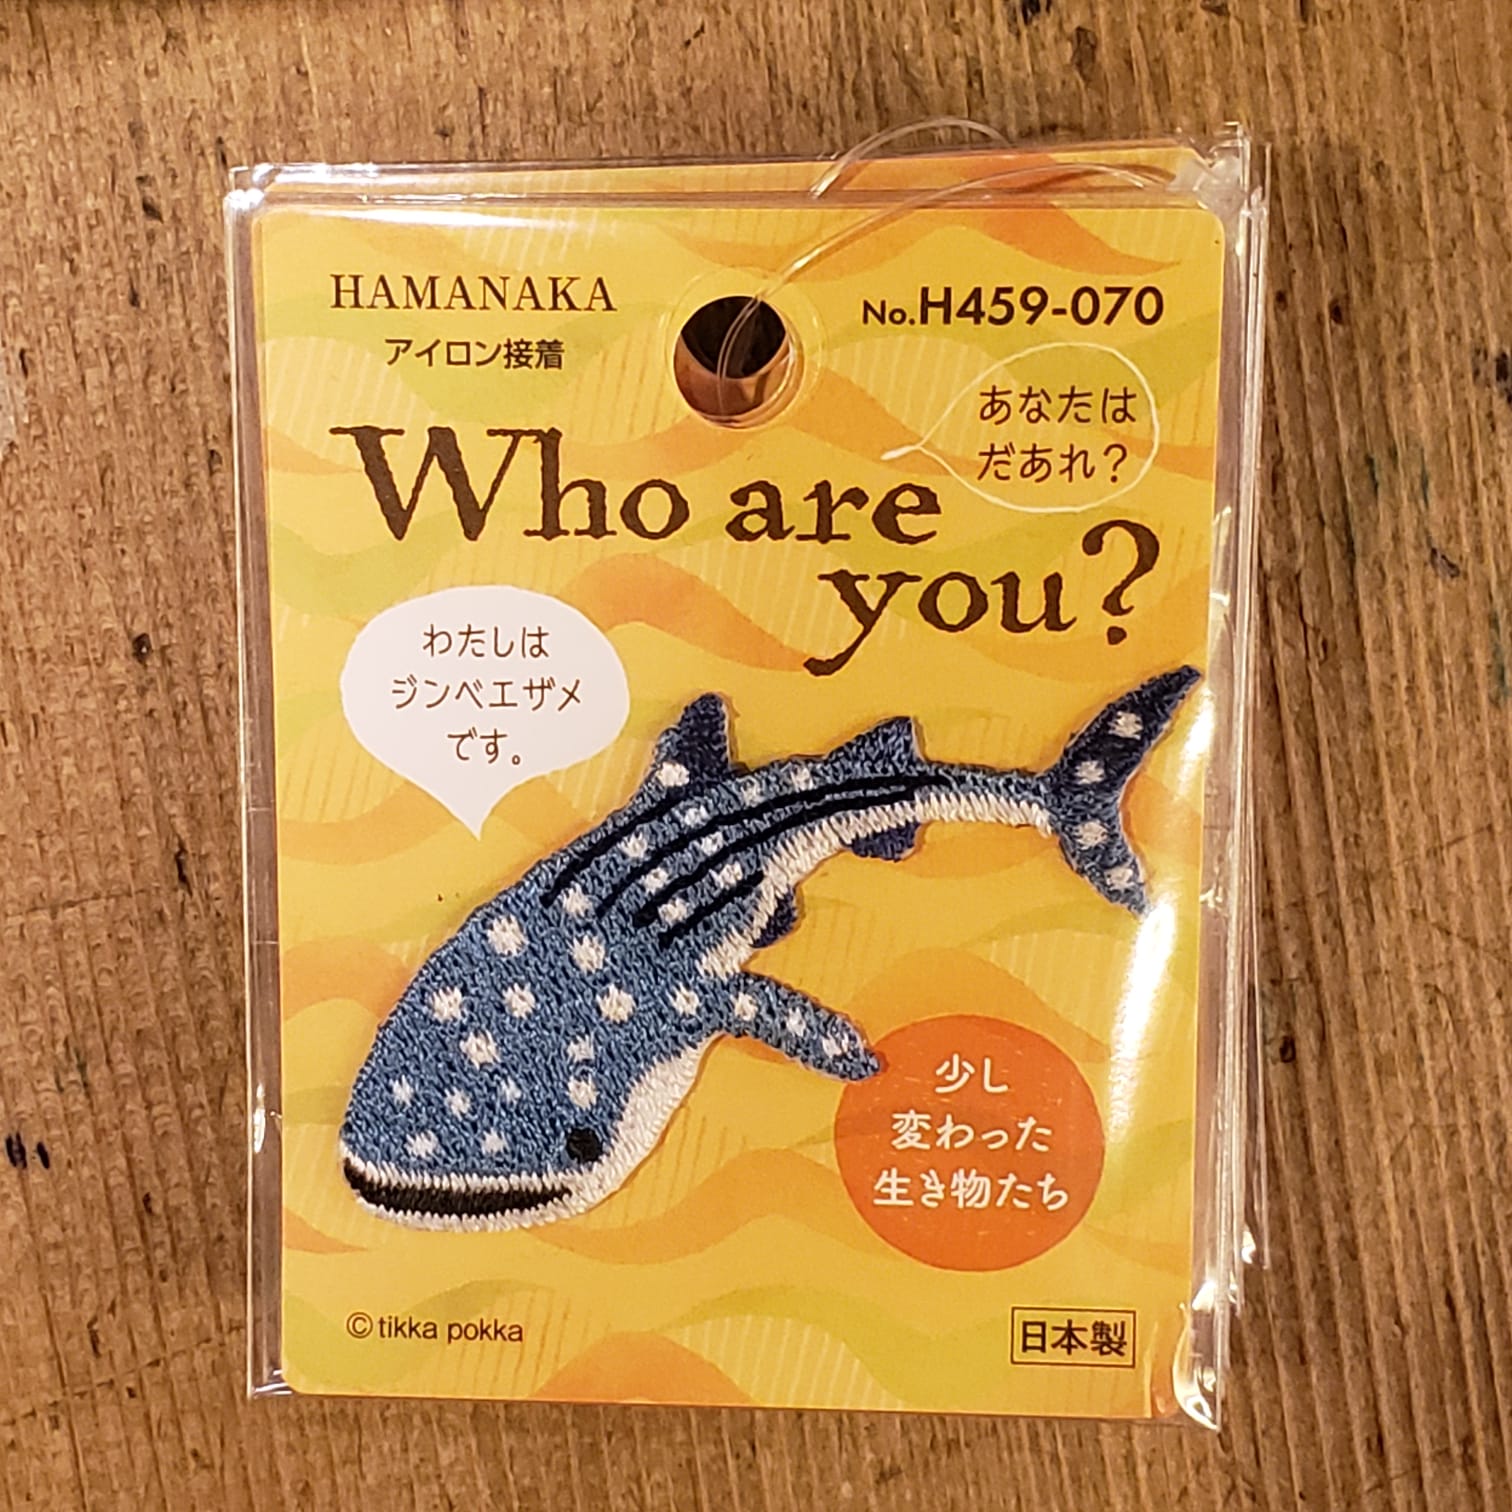 HAMANAKA
アイロン接着
No.H459-070
あなたは
だあれ？
Who are
you?
わたしは
ジンベエザメ
です。
少し
変わった
生き物たち
©tikka pokka
日本製